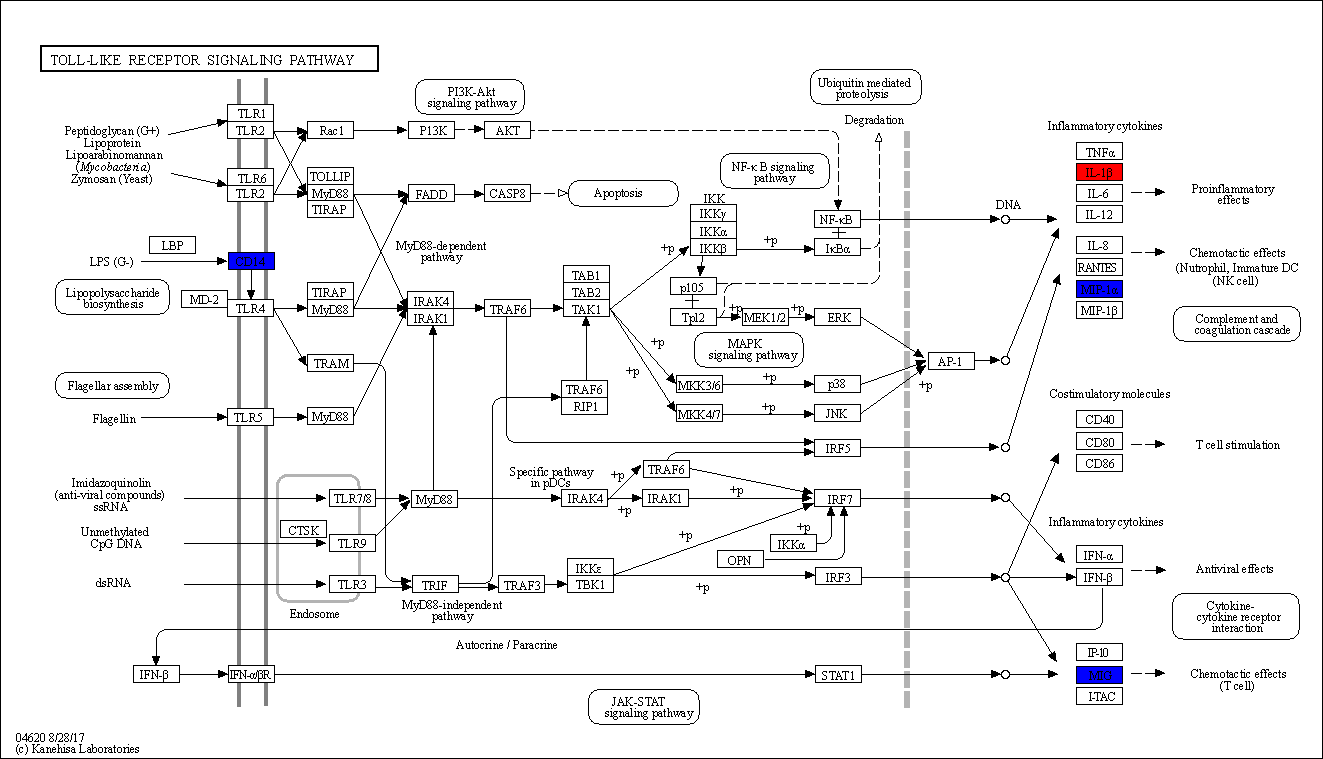 TOLL-LIKE RECEPTOR SIGNALING PATHWAY
PI3K-Akt
signaling pathway
Ubiquitin mediated
proteolysis
Degradation
Peptidoglycan (G+)
Lipoprotein
Lipoarabinomannan
(Mycobacteria)
Zymosan (Yeast)
TLR1
TLR2
Rac1
PI3K
AKT
TLR6
TLR2
TOLLIP
MyD88
TIRAP
FADD
CASP8
Apoptosis
NF-κB signaling
pathway
IKK
IKKγ
IKKα
IKKβ
+p
+p
NF-κB
IκBα
DNA
Inflammatory cytokines
TNFα
IL-1β
IL-6
IL-12
Proinflammatory
effects
IL-8
RANTES
MIP-1α
MIP-1β
Chemotactic effects
(Nutrophil, Immature DC
(NK cell)
Complement and
coagulation cascade
MyD88-dependent
pathway
LBP
LPS (G-)
CD14
Lipopolysaccharide
biosynthesis
MD-2
TLR4
TIRAP
MyD88
IRAK4
IRAK1
TRAF6
TAB1
TAB2
TAK1
p105
Tpl2
+p
MEK1/2
+p
ERK
MAPK
signaling pathway
TRAM
+p
+p
MKK3/6
+p
p38
MKK4/7
+p
JNK
AP-1
+p
Flagellar assembly
Flagellin
TLR5
MyD88
TRAF6
RIP1
IRF5
Costimulatory molecules
CD40
CD80
CD86
T cell stimulation
Imidazoquinolin
(anti-viral compounds)
ssRNA
TLR7/8
MyD88
Specific pathway
in pDCs
IRAK4
+p
+p
TRAF6
IRAK1
+p
+p
IRF7
Unmethylated
CpG DNA
CTSK
TLR9
+p
IKKα
+p
OPN
Inflammatory cytokines
IFN-α
IFN-β
Antiviral effects
dsRNA
TLR3
TRIF
TRAF3
IKKε
TBK1
+p
IRF3
Endosome
MyD88-independent
pathway
Cytokine-
cytokine receptor
interaction
Autocrine / Paracrine
IFN-β
IFN-α/βR
STAT1
IP-10
MIG
I-TAC
Chemotactic effects
(T cell)
JAK-STAT
signaling pathway
04620 8/28/17
(c) Kanehisa Laboratories